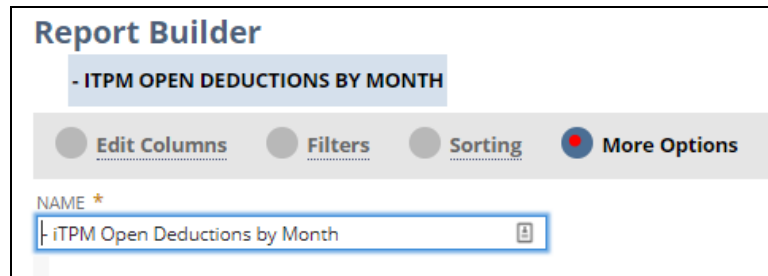 Report Builder
- ITPM OPEN DEDUCTIONS BY MONTH
Edit Columns Filters Sorting More Options
NAME *
- iTPM Open Deductions by Month